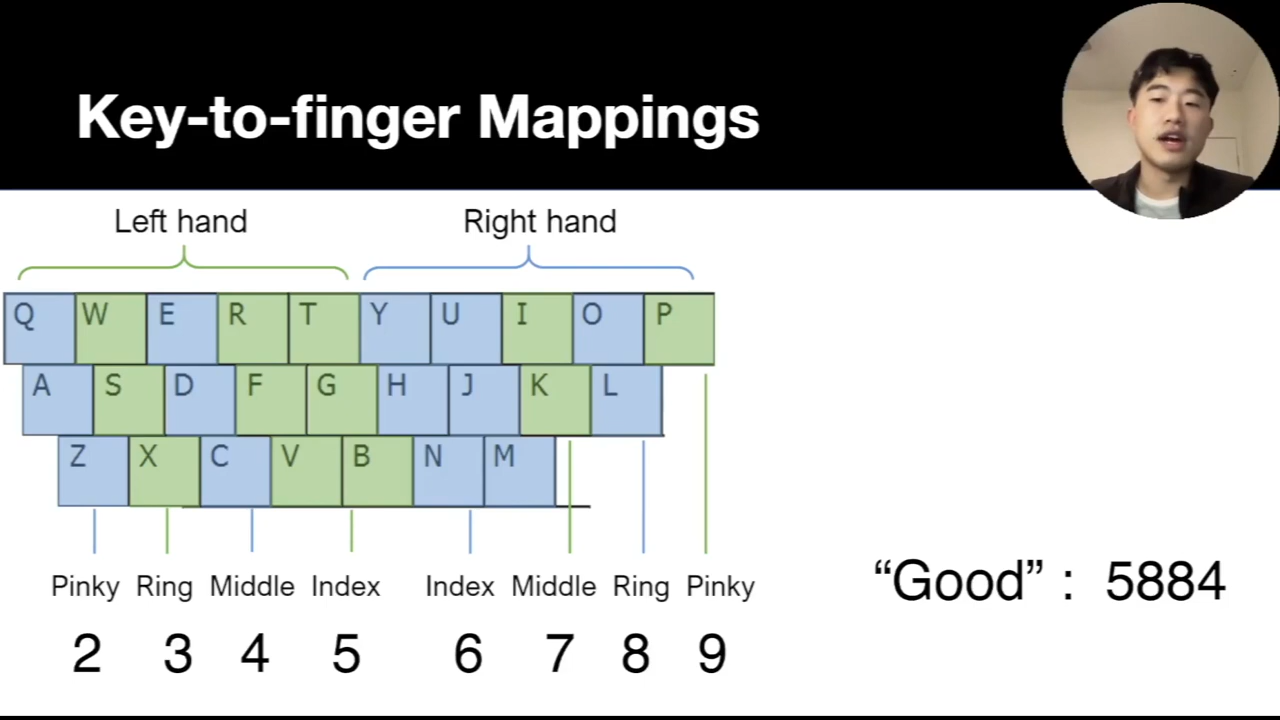 Key-to-finger Mappings
Left hand Right hand
Q W E R T Y U I O P
A S D F G H J K L
Z X C V B N M
Pinky Ring Middle Index Index Middle Ring Pinky
2 3 4 5 6 7 8 9
“Good” : 5884